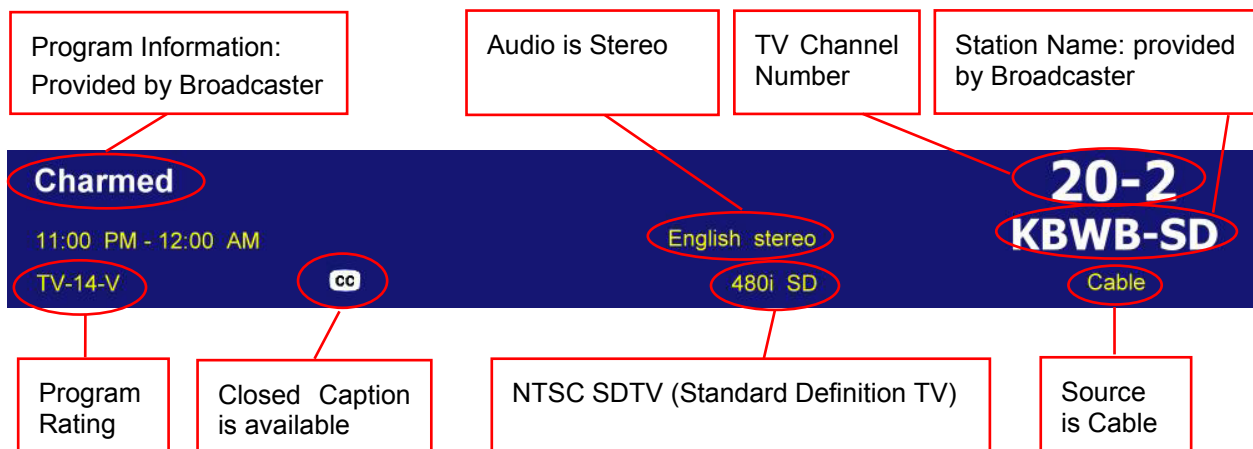 Program Information:
Provided by Broadcaster
Audio is Stereo
TV Channel
Number
Station Name: provided
by Broadcaster
Charmed
20-2
KBWB-SD
11:00 PM - 12:00 AM
English stereo
TV-14-V
cc
480i SD
Cable
Program
Rating
Closed Caption
is available
NTSC SDTV (Standard Definition TV)
Source
is Cable